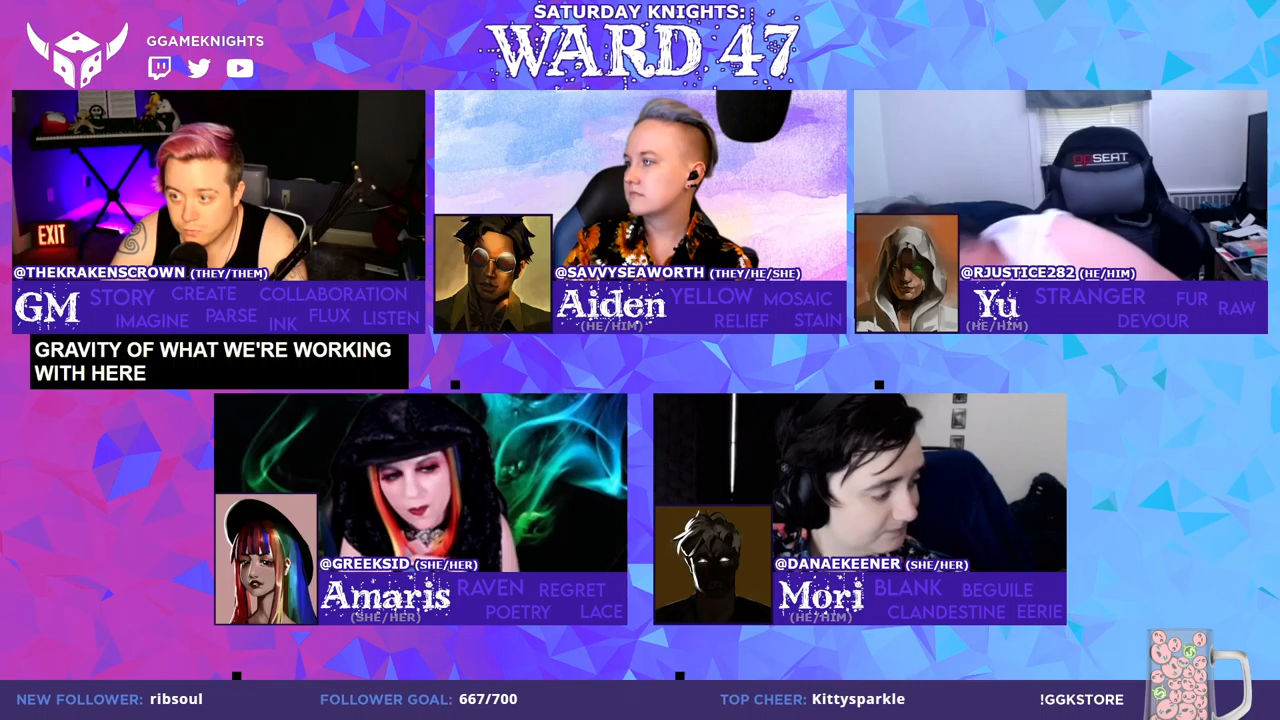 SATURDAY KNIGHTS:
WARD 47
GGAMEKNIGHTS
EXIT
@THEKRAKENSCROWN (THEY/THEM)
GM
STORY CREATE COLLABORATION
IMAGINE PARSE INK FLUX LISTEN
@SAVVYSEAWORTH (THEY/HE/SHE)
Aiden
(HE/HIM)
YELLOW MOSAIC
RELIEF STAIN
OPSEAT
@RJUSTICE282 (HE/HIM)
Yu
(HE/HIM)
STRANGER FUR RAW
DEVOUR
GRAVITY OF WHAT WE'RE WORKING
WITH HERE
@GREEKSID (SHE/HER)
Amaris
(SHE/HER)
RAVEN REGRET
POETRY LACE
@DANAEKEENER (SHE/HER)
Mori
(HE/HIM)
BLANK BEGUILE
CLANDESTINE EERIE
NEW FOLLOWER: ribsoul
FOLLOWER GOAL: 667/700
TOP CHEER: Kittysparkle
!GGKSTORE